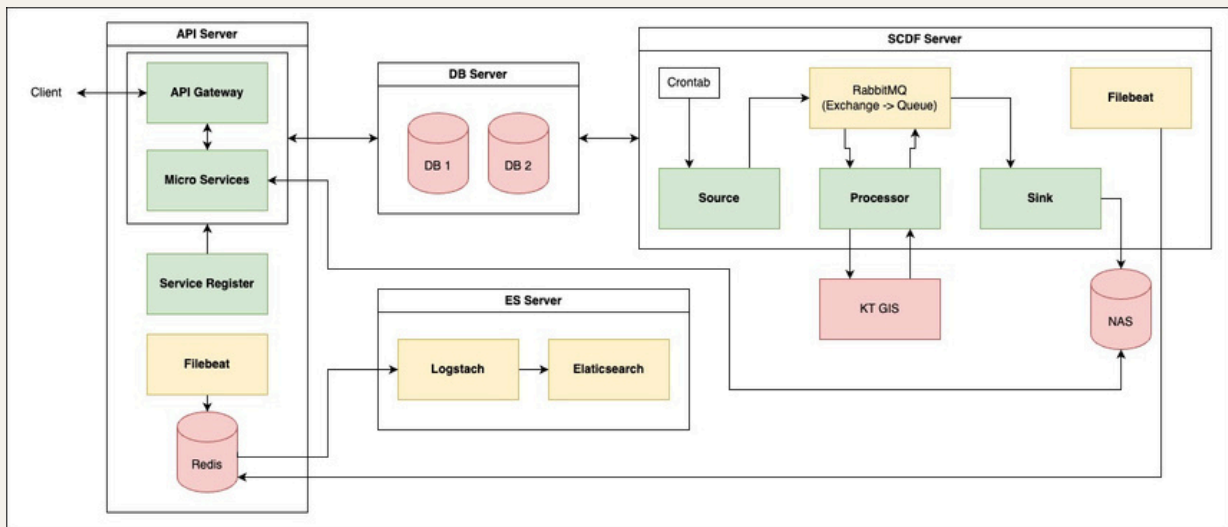 API Server
Client
API Gateway
Micro Services
Service Register
Filebeat
Redis
DB Server
DB 1
DB 2
ES Server
Logstach
Elaticsearch
SCDF Server
Crontab
RabbitMQ
(Exchange -> Queue)
Filebeat
Source
Processor
Sink
KT GIS
NAS